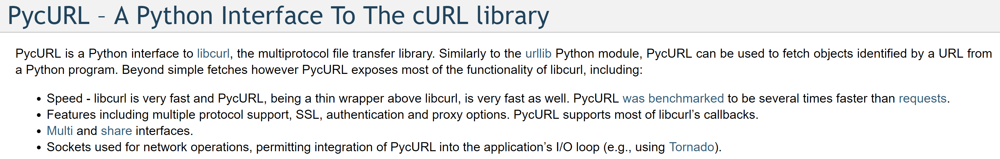 PycURL – A Python Interface To The cURL library
PycURL is a Python interface to libcurl, the multiprotocol file transfer library. Similarly to the urllib Python module, PycURL can be used to fetch objects identified by a URL from
a Python program. Beyond simple fetches however PycURL exposes most of the functionality of libcurl, including:
• Speed - libcurl is very fast and PycURL, being a thin wrapper above libcurl, is very fast as well. PycURL was benchmarked to be several times faster than requests.
• Features including multiple protocol support, SSL, authentication and proxy options. PycURL supports most of libcurl’s callbacks.
• Multi and share interfaces.
• Sockets used for network operations, permitting integration of PycURL into the application’s I/O loop (e.g., using Tornado).